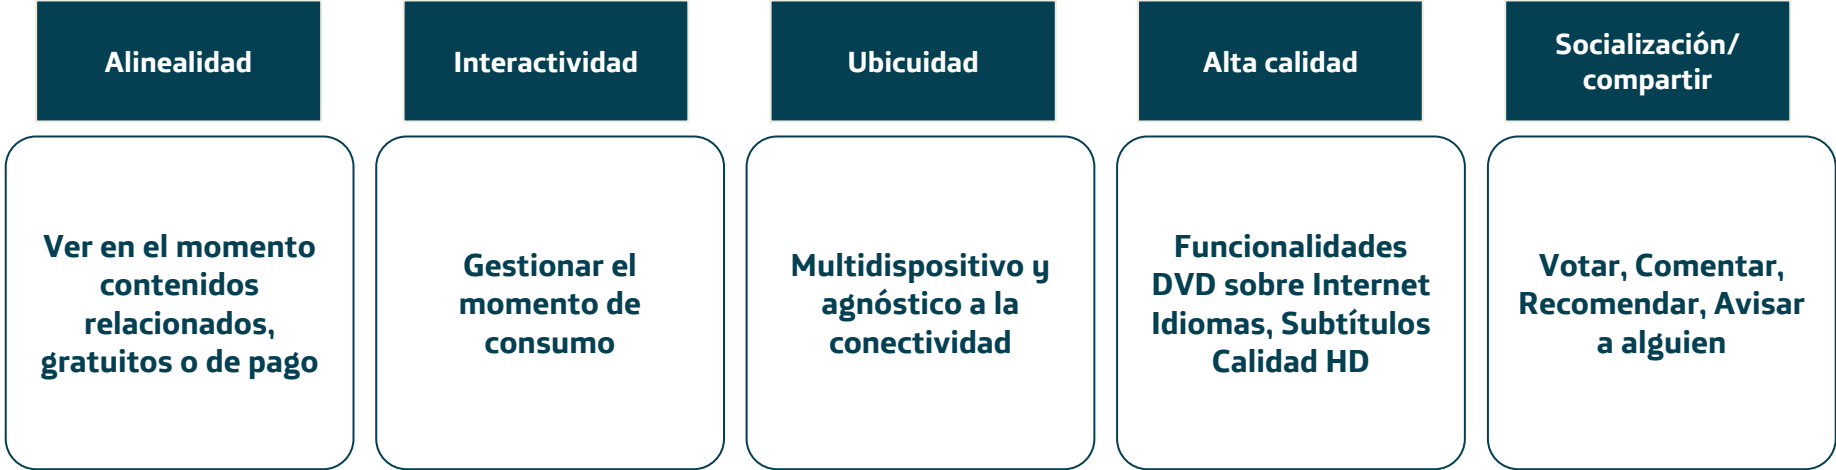 Alinealidad
Interactividad
Ubicuidad
Alta calidad
Socialización/
compartir
Ver en el momento
contenidos
relacionados,
gratuitos o de pago
Gestionar el
momento de
consumo
Multidispositivo y
agnóstico a la
conectividad
Funcionalidades
DVD sobre Internet
Idiomas, Subtítulos
Calidad HD
Votar, Comentar,
Recomendar, Avisar
a alguien